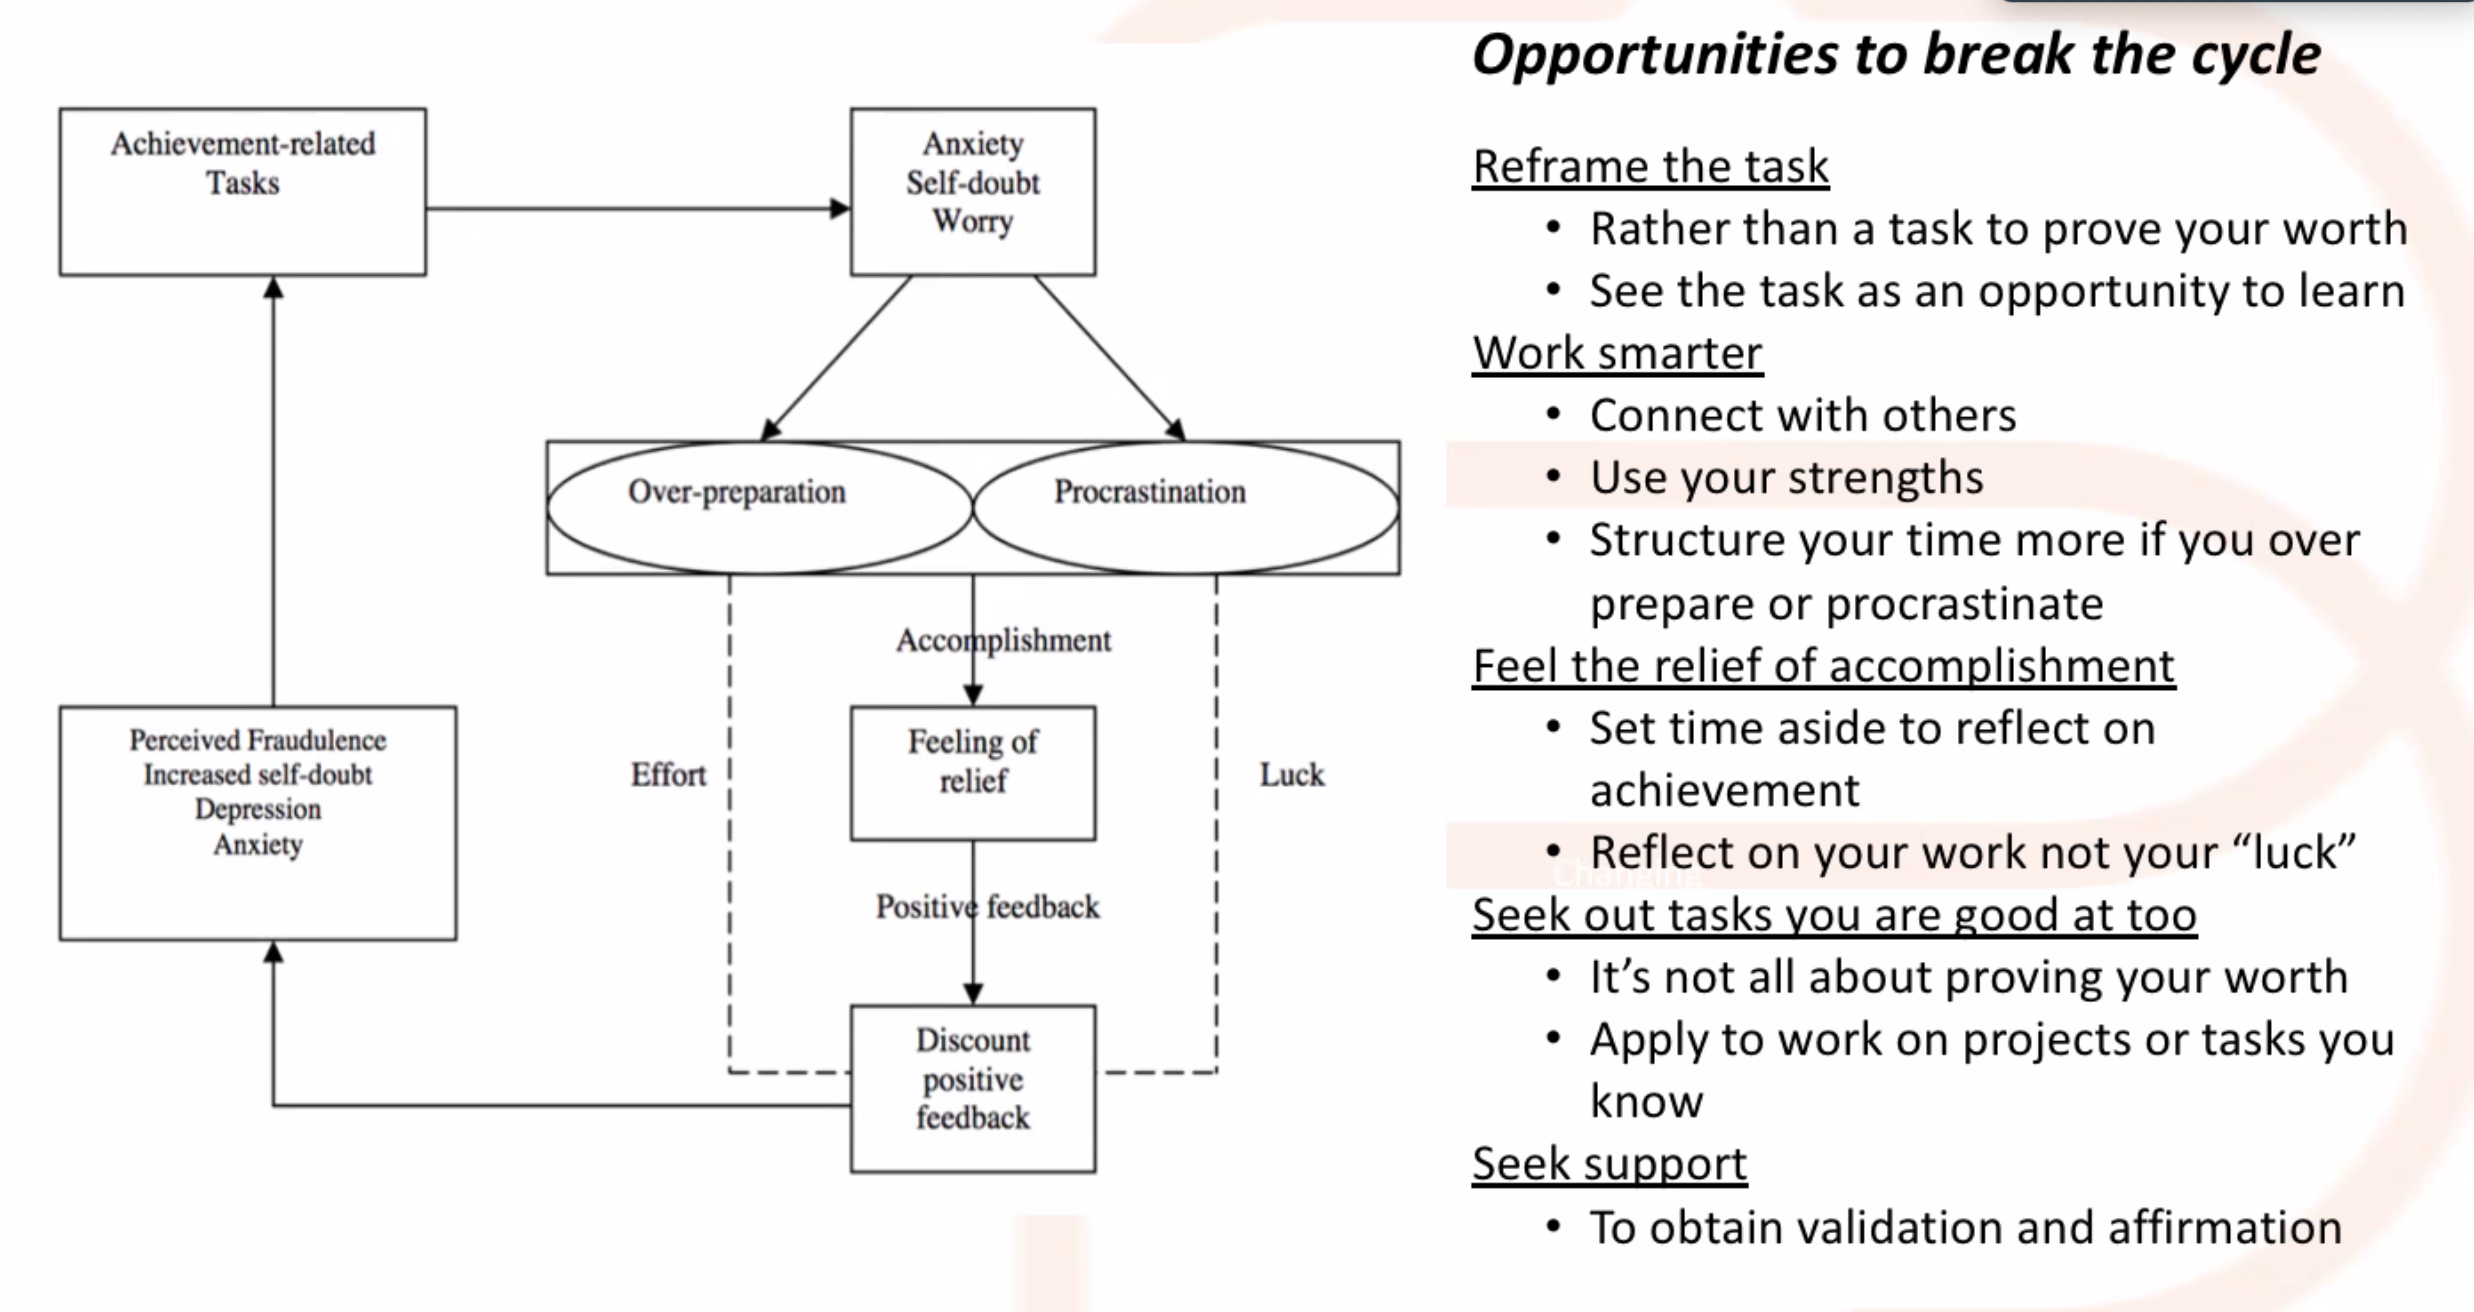 Achievement-related
Tasks
Anxiety
Self-doubt
Worry
Over-preparation
Procrastination
Accomplishment
Effort
Feeling of
relief
Luck
Positive feedback
Discount
positive
feedback
Perceived Fraudulence
Increased self-doubt
Depression
Anxiety
Opportunities to break the cycle
Reframe the task
• Rather than a task to prove your worth
• See the task as an opportunity to learn
Work smarter
• Connect with others
• Use your strengths
• Structure your time more if you over
prepare or procrastinate
Feel the relief of accomplishment
• Set time aside to reflect on
achievement
• Reflect on your work not your “luck”
Changing
Seek out tasks you are good at too
• It’s not all about proving your worth
• Apply to work on projects or tasks you
know
Seek support
• To obtain validation and affirmation